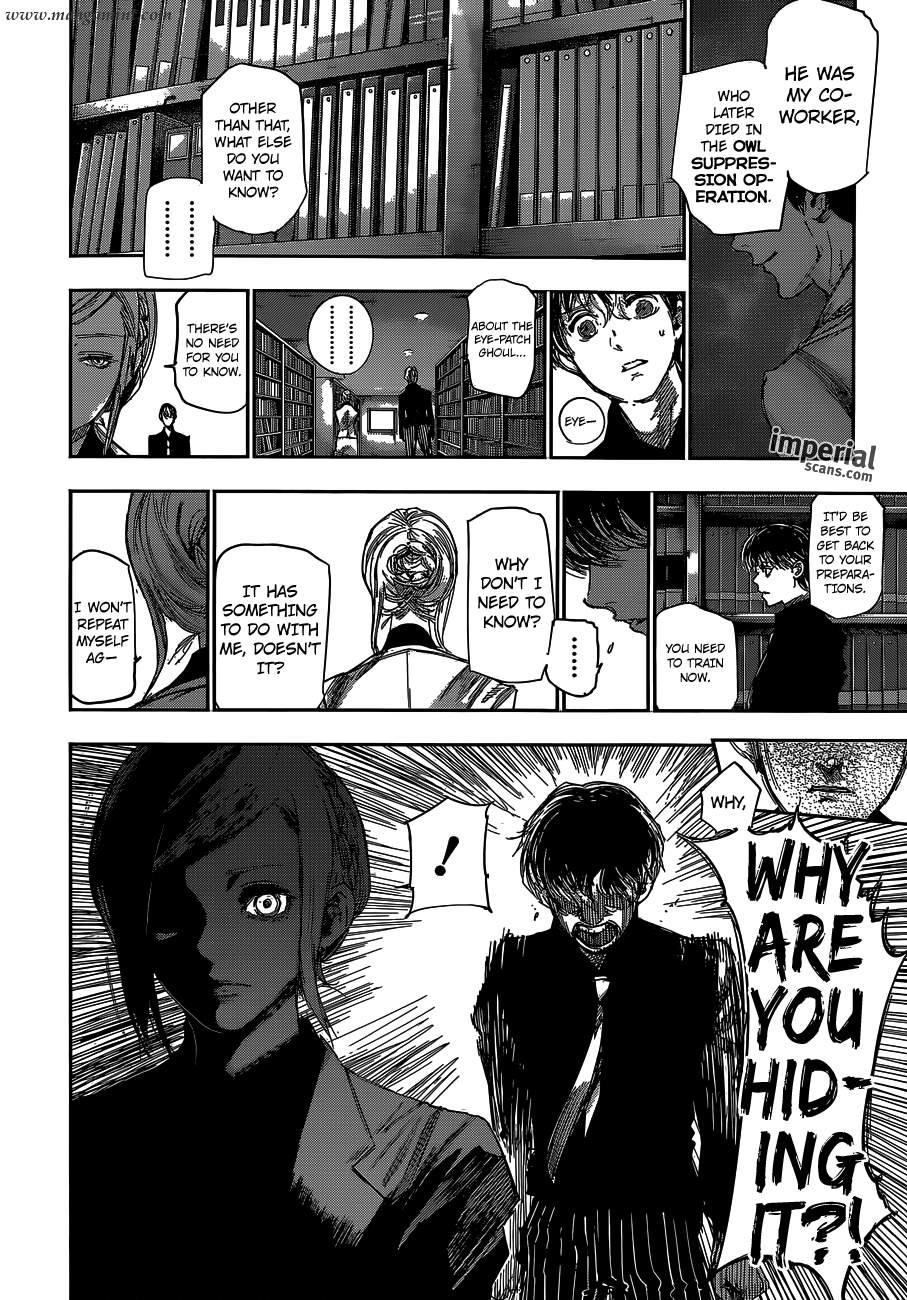 HE WAS
MY CO-
WORKER,
WHO
LATER
DIED IN
THE OWL
SUPPRES-
SION OP-
ERATION.
OTHER
THAN THAT,
WHAT ELSE
DO YOU
WANT TO
KNOW?
EYE—
ABOUT THE
EYE-PATCH
GHOUL...
THERE'S
NO NEED
FOR YOU
TO KNOW.
imperial
scans.com
IT'D BE
BEST TO
GET BACK
TO YOUR
PREPARA-
TIONS.
YOU NEED
TO TRAIN
NOW.
WHY
DON'T I
NEED TO
KNOW?
IT HAS
SOMETHING
TO DO WITH
ME, DOESN'T
IT?
I WON'T
REPEAT
MYSELF
AG—
WHY,
WHY
ARE
YOU
HID-
ING
IT?!
!